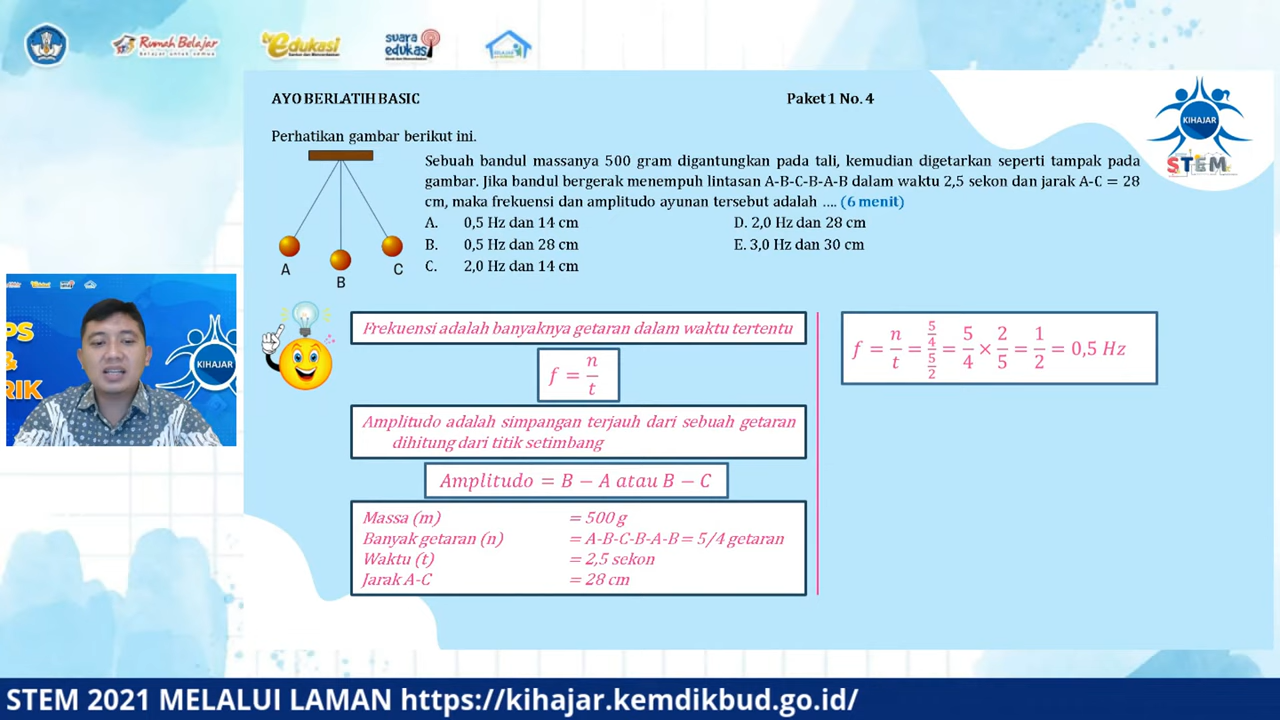 Rumah Belajar
Belajar untuk semua
tv Edukasi
suara
edukasi
AYO BERLATIH BASIC
Paket 1 No. 4
KIHAJAR
STEM
Perhatikan gambar berikut ini.
Sebuah bandul massanya 500 gram digantungkan pada tali, kemudian digetarkan seperti tampak pada
gambar. Jika bandul bergerak menempuh lintasan A-B-C-B-A-B dalam waktu 2,5 sekon dan jarak A-C = 28
cm, maka frekuensi dan amplitudo ayunan tersebut adalah .... (6 menit)
A. 0,5 Hz dan 14 cm
D. 2,0 Hz dan 28 cm
B. 0,5 Hz dan 28 cm
E. 3,0 Hz dan 30 cm
C. 2,0 Hz dan 14 cm
A
B
C
Frekuensi adalah banyaknya getaran dalam waktu tertentu
f = n/t
Amplitudo adalah simpangan terjauh dari sebuah getaran
dihitung dari titik setimbang
Amplitudo = B − A atau B − C
Massa (m) = 500 g
Banyak getaran (n) = A-B-C-B-A-B = 5/4 getaran
Waktu (t) = 2,5 sekon
Jarak A-C = 28 cm
f = n/t = (5/4)/(5/2) = 5/4 × 2/5 = 1/2 = 0,5 Hz
PS
&
RIK
KIHAJAR
STEM 2021 MELALUI LAMAN https://kihajar.kemdikbud.go.id/